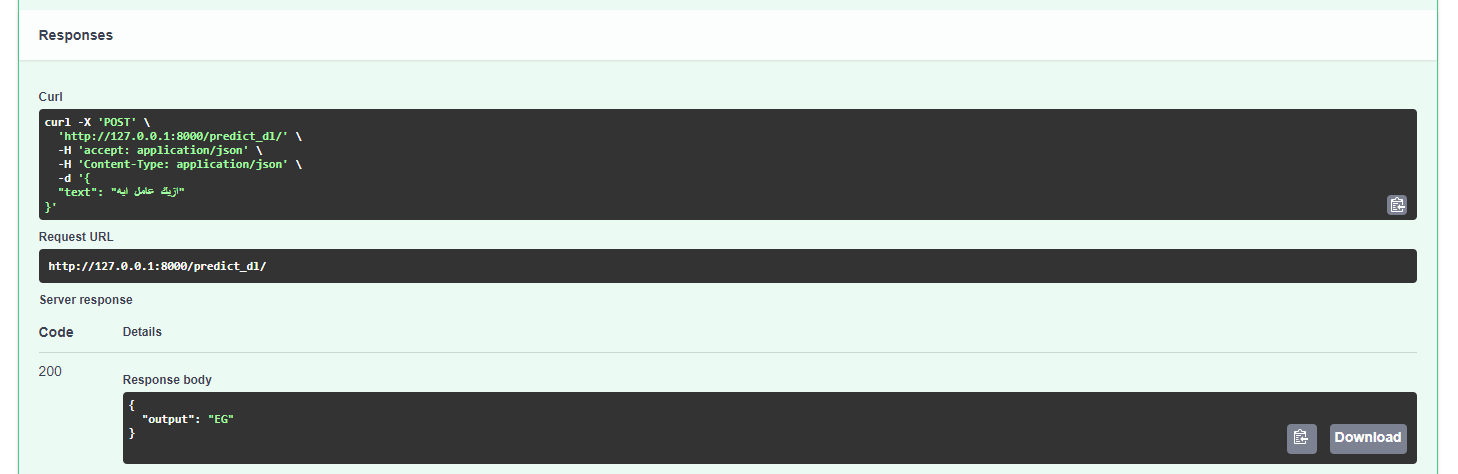 Responses
Curl
curl -X 'POST' \
'http://127.0.0.1:8000/predict_dl/' \
-H 'accept: application/json' \
-H 'Content-Type: application/json' \
-d '{
"text": "ازيك عامل ايه"
}'
Request URL
http://127.0.0.1:8000/predict_dl/
Server response
Code Details
200
Response body
{
"output": "EG"
}
Download